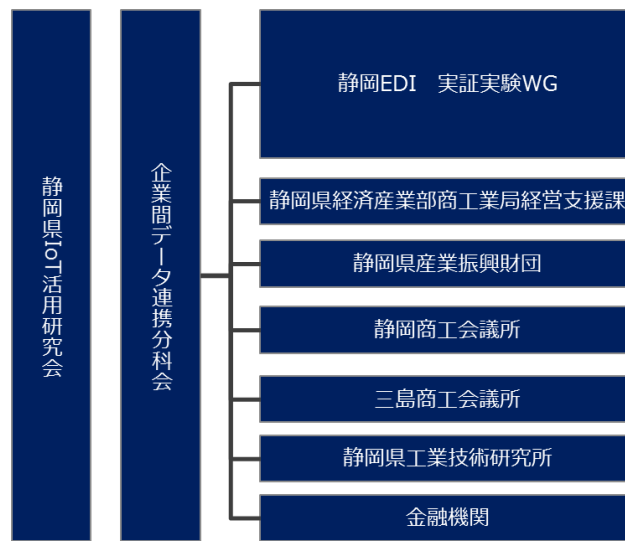 静岡県IoT活用研究会
企業間データ連携分科会
静岡EDI　実証実験WG
静岡県経済産業部商工業局経営支援課
静岡県産業振興財団
静岡商工会議所
三島商工会議所
静岡県工業技術研究所
金融機関